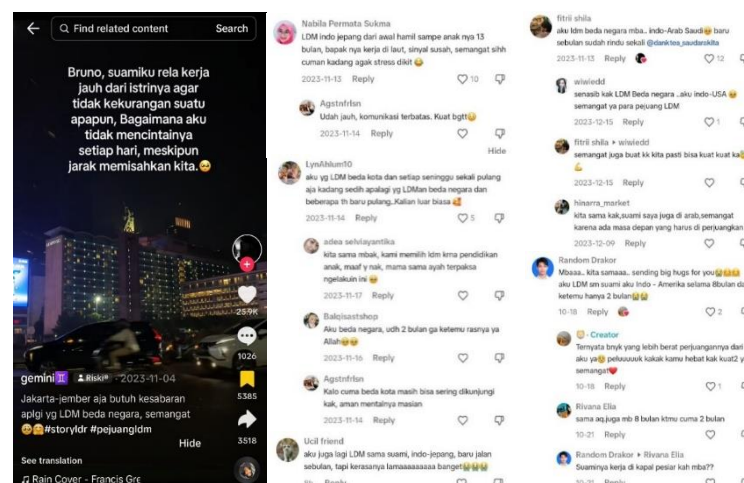 Find related content
Search
Bruno, suamiku rela kerja
jauh dari istrinya agar
tidak kekurangan suatu
apapun, Bagaimana aku
tidak mencintainya
setiap hari, meskipun
jarak memisahkan kita.🥺
25.9K
1026
5385
3518
gemini♊ Riski · 2023-11-04
Jakarta-jember aja butuh kesabaran
aplgi yg LDM beda negara, semangat
🥺🤗#storyldr #pejuangldm
Hide
See translation
♫ Rain Cover - Francis Gre
Nabila Permata Sukma
LDM indo jepang dari awal hamil sampe anak nya 13
bulan, bapak nya kerja di laut, sinyal susah, semangat sihh
cuman kadang agak stress dikit😂
2023-11-13 Reply 10
Agstnfrlsn
Udah jauh, komunikasi terbatas. Kuat bgtt
2023-11-14 Reply
Hide
LynAhlum10
aku yg LDM beda kota dan setiap seninggu sekali pulang
aja kadang sedih apalagi yg LDMan beda negara dan
beberapa th baru pulang..Kalian luar biasa🥰
2023-11-14 Reply 5
adea selviayantika
kita sama mbak, kami memilih ldm krna pendidikan
anak, maaf y nak, mama sama ayah terpaksa
ngelakuin ini
2023-11-17 Reply
Balqisastshop
Aku beda negara, udh 2 bulan ga ketemu rasnya ya
Allah
2023-11-16 Reply
Agstnfrlsn
Kalo cuma beda kota masih bisa sering dikunjungi
kak, aman mentalnya masian
2023-11-14 Reply
Ucil friend
aku juga lagi LDM sama suami, indo-jepang, baru jalan
sebulan, tapi kerasanya lamaaaaaaaaa banget😭😭😭
Reply
fitrii shila
aku ldm beda negara mba.. indo-Arab Saudi baru
sebulan sudah rindu sekali @danktea_saudarakita
2023-11-13 Reply 12
wiwiedd
senasib kak LDM Beda negara ..aku indo-USA
semangat ya para pejuang LDM
2023-12-15 Reply 1
fitrii shila ▸ wiwiedd
semangat juga buat kk kita pasti bisa kuat kuat ka
💪
2023-12-15 Reply
hinarra_market
kita sama kak,suami saya juga di arab,semangat
karena ada masa depan yang harus di perjuangkan
2023-12-09 Reply
Random Drakor
Mbaaa.. kita samaaa.. sending big hugs for you
aku LDM sm suami aku Indo - Amerika selama 8bulan da
ketemu hanya 2 bulan😭😭
10-18 Reply 2
· Creator
Ternyata bnyk yang lebih berat perjuangannya dari
aku ya peluuuuuk kakak kamu hebat kak kuat2 y
semangat❤
10-18 Reply 1
Rivana Elia
sama aq.juga mb 8 bulan ktmu cuma 2 bulan
10-21 Reply
Random Drakor ▸ Rivana Elia
Suaminya kerja di kapal pesiar kah mba??
10-21 Reply